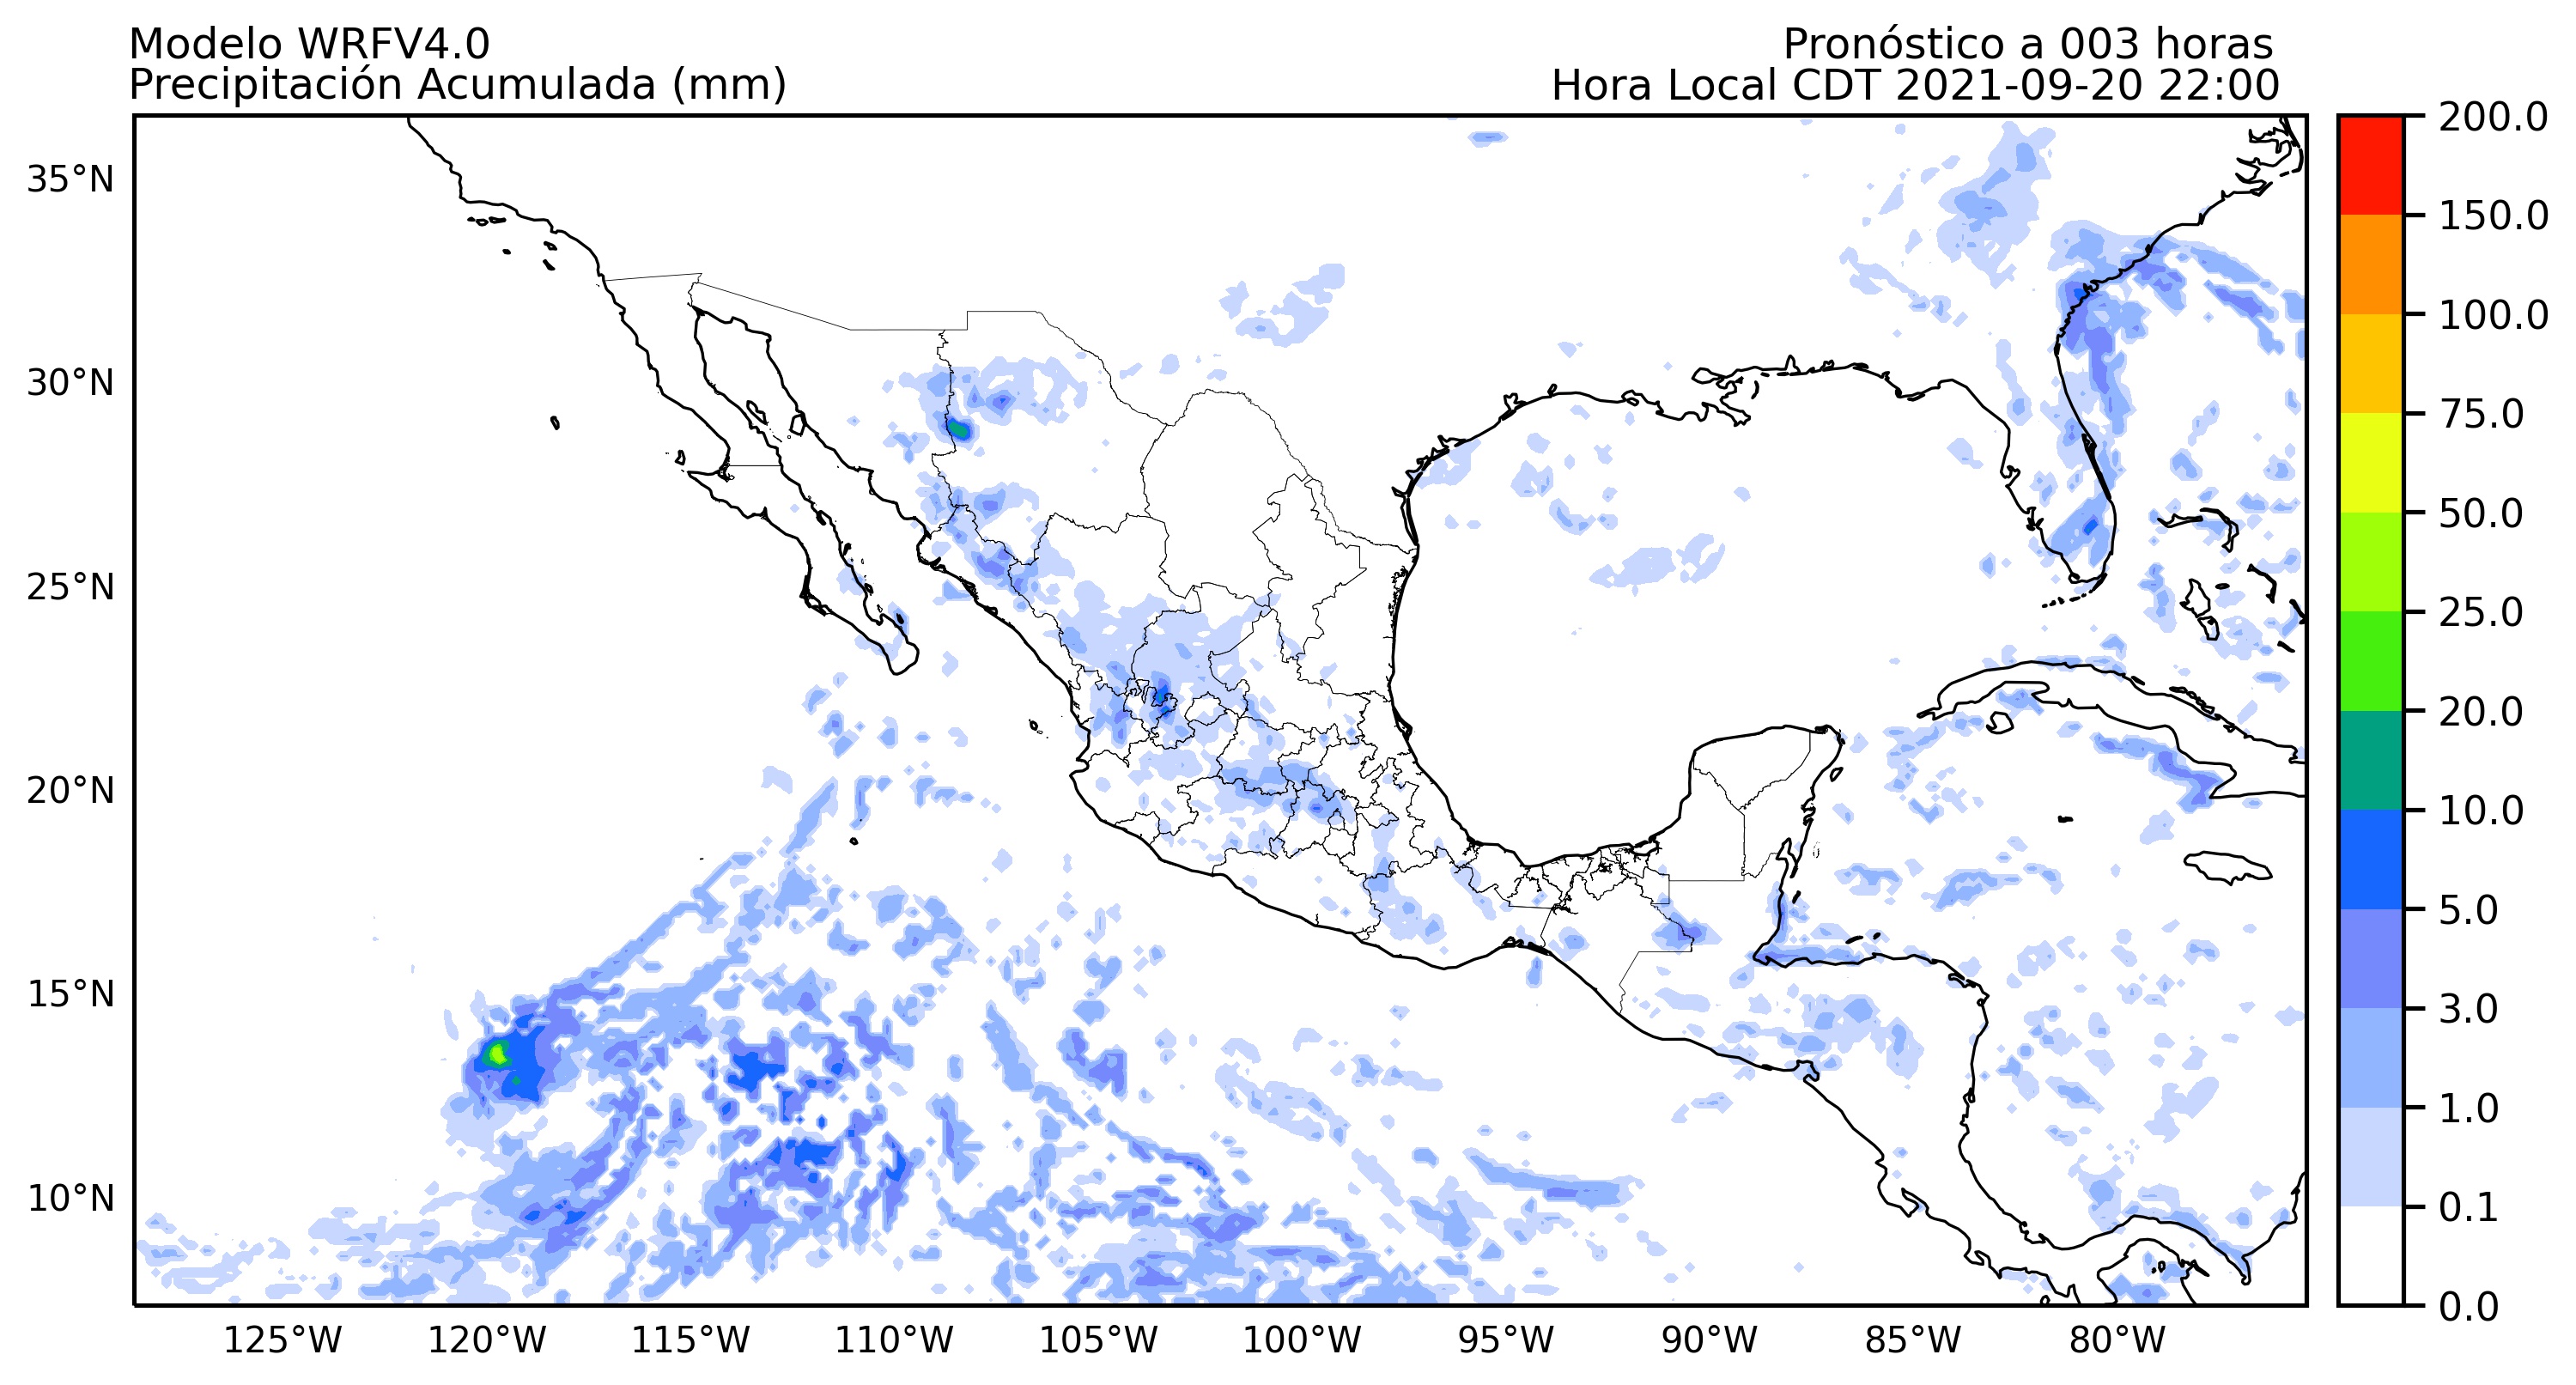 Modelo WRFV4.0
Precipitación Acumulada (mm)
Pronóstico a 003 horas
Hora Local CDT 2021-09-20 22:00
35°N
30°N
25°N
20°N
15°N
10°N
125°W
120°W
115°W
110°W
105°W
100°W
95°W
90°W
85°W
80°W
200.0
150.0
100.0
75.0
50.0
25.0
20.0
10.0
5.0
3.0
1.0
0.1
0.0